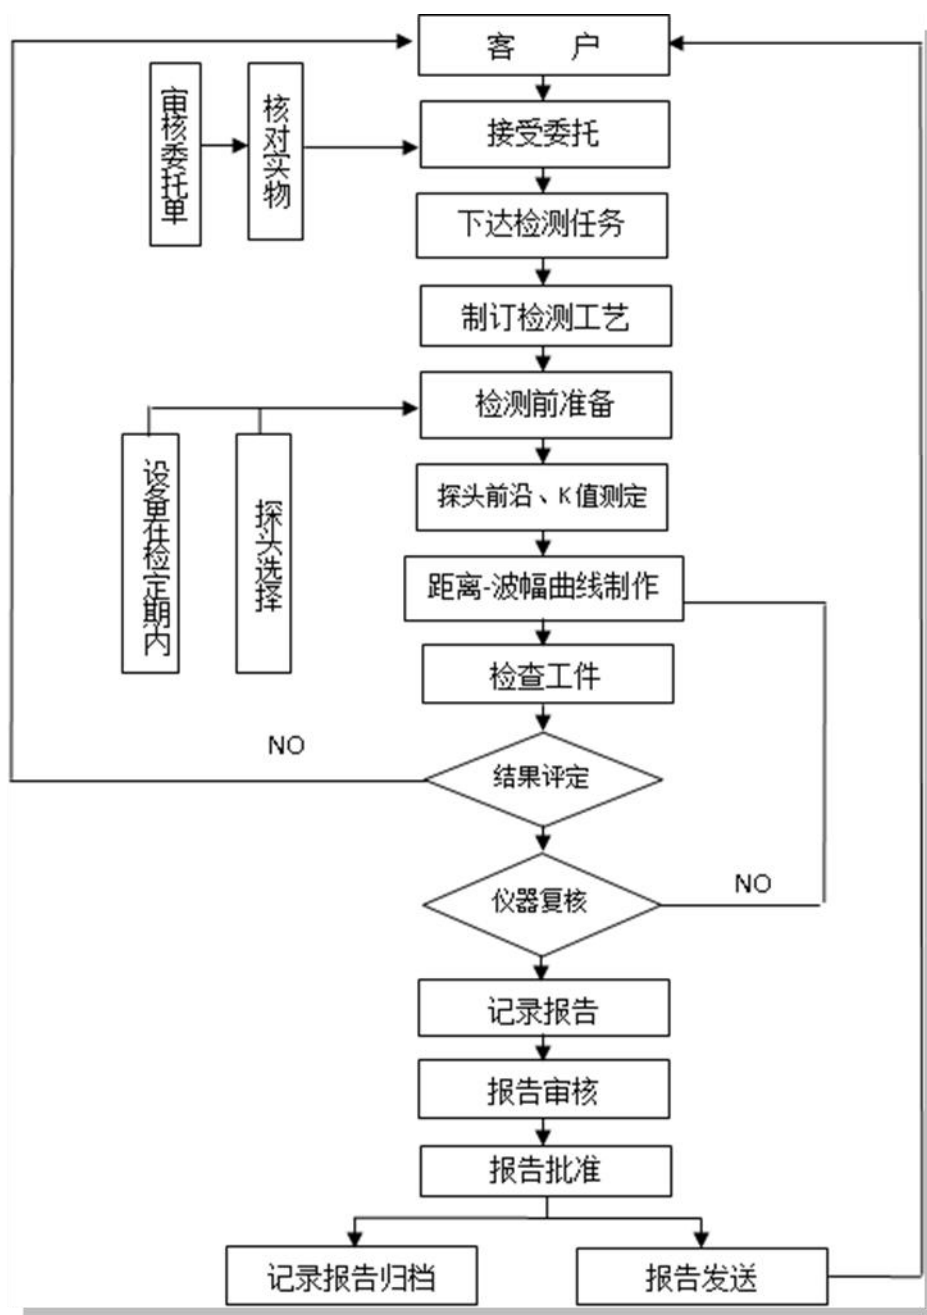 客 户
审核委托单
核对实物
接受委托
下达检测任务
制订检测工艺
检测前准备
设备在检定期内
探头选择
探头前沿、K值测定
距离-波幅曲线制作
检查工件
NO
结果评定
仪器复核
NO
记录报告
报告审核
报告批准
记录报告归档
报告发送